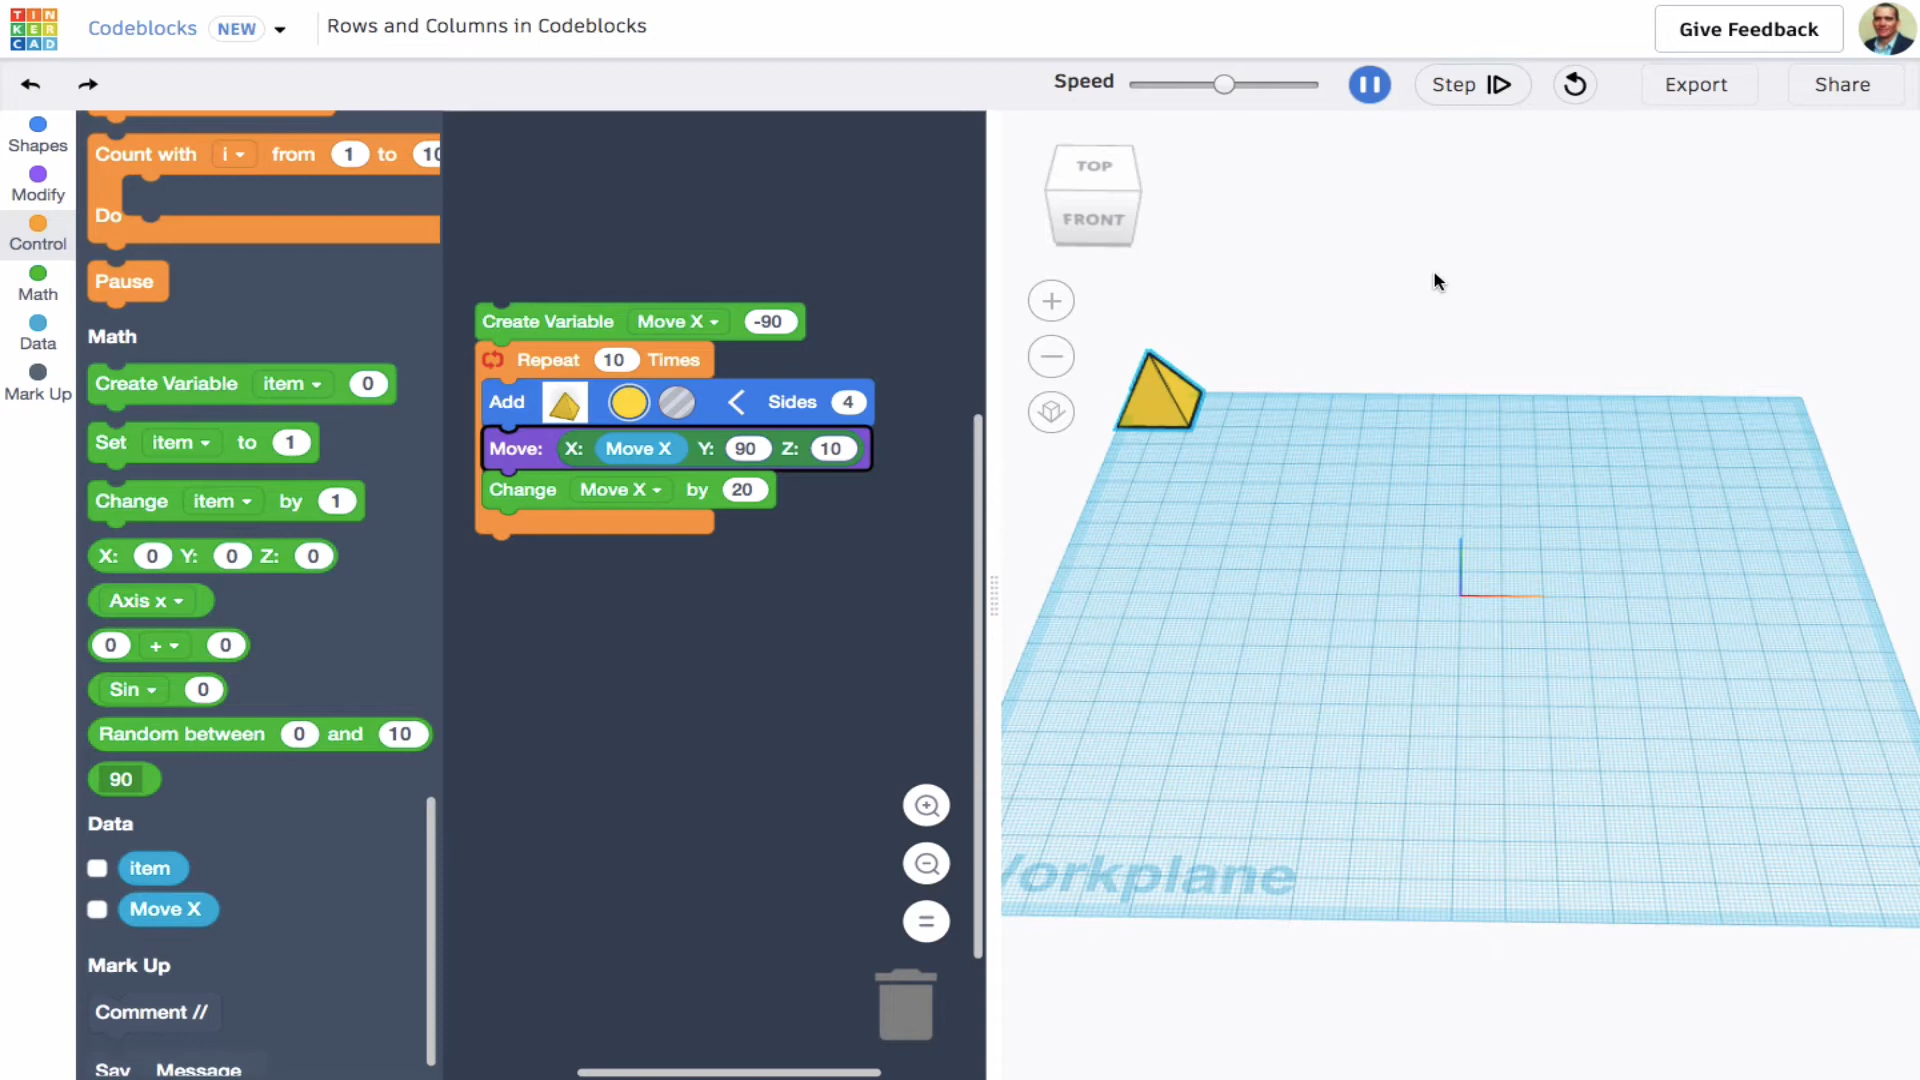 TIN
KER
CAD
Codeblocks NEW
Rows and Columns in Codeblocks
Give Feedback
Speed
Step
Export
Share
Shapes
Modify
Control
Math
Data
Mark Up
Count with i from 1 to 10
Do
Pause
Math
Create Variable item 0
Set item to 1
Change item by 1
X: 0 Y: 0 Z: 0
Axis x
0 + 0
Sin 0
Random between 0 and 10
90
Data
item
Move X
Mark Up
Comment //
Say Message
Create Variable Move X -90
Repeat 10 Times
Add Sides 4
Move: X: Move X Y: 90 Z: 10
Change Move X by 20
TOP
FRONT
Workplane